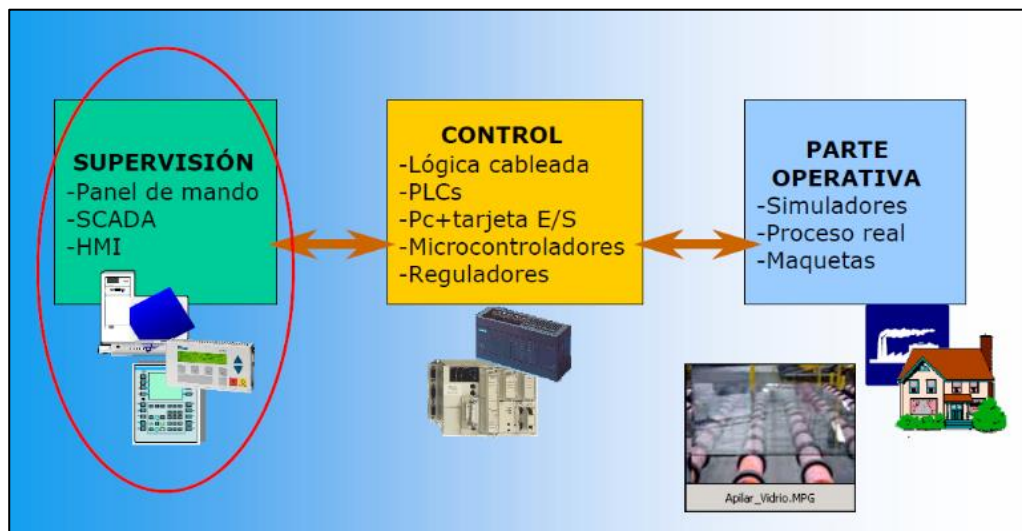 SUPERVISIÓN
-Panel de mando
-SCADA
-HMI
CONTROL
-Lógica cableada
-PLCs
-Pc+tarjeta E/S
-Microcontroladores
-Reguladores
PARTE
OPERATIVA
-Simuladores
-Proceso real
-Maquetas
Apilar_Vidrio.MPG